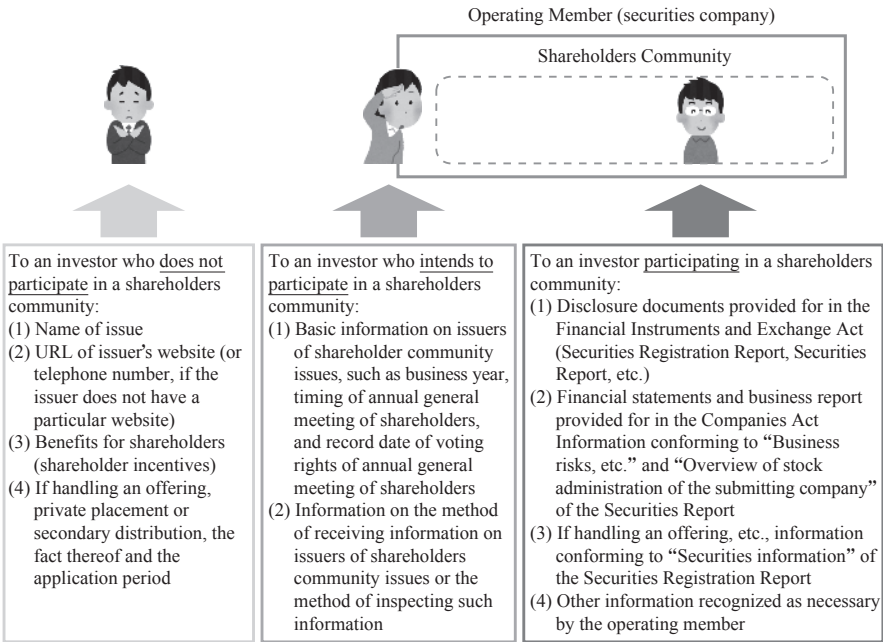 Operating Member (securities company)
Shareholders Community
To an investor who does not
participate in a shareholders
community:
(1) Name of issue
(2) URL of issuer’s website (or
telephone number, if the
issuer does not have a
particular website)
(3) Benefits for shareholders
(shareholder incentives)
(4) If handling an offering,
private placement or
secondary distribution, the
fact thereof and the
application period
To an investor who intends to
participate in a shareholders
community:
(1) Basic information on issuers
of shareholder community
issues, such as business year,
timing of annual general
meeting of shareholders,
and record date of voting
rights of annual general
meeting of shareholders
(2) Information on the method
of receiving information on
issuers of shareholders
community issues or the
method of inspecting such
information
To an investor participating in a shareholders
community:
(1) Disclosure documents provided for in the
Financial Instruments and Exchange Act
(Securities Registration Report, Securities
Report, etc.)
(2) Financial statements and business report
provided for in the Companies Act
Information conforming to “Business
risks, etc.” and “Overview of stock
administration of the submitting company”
of the Securities Report
(3) If handling an offering, etc., information
conforming to “Securities information” of
the Securities Registration Report
(4) Other information recognized as necessary
by the operating member